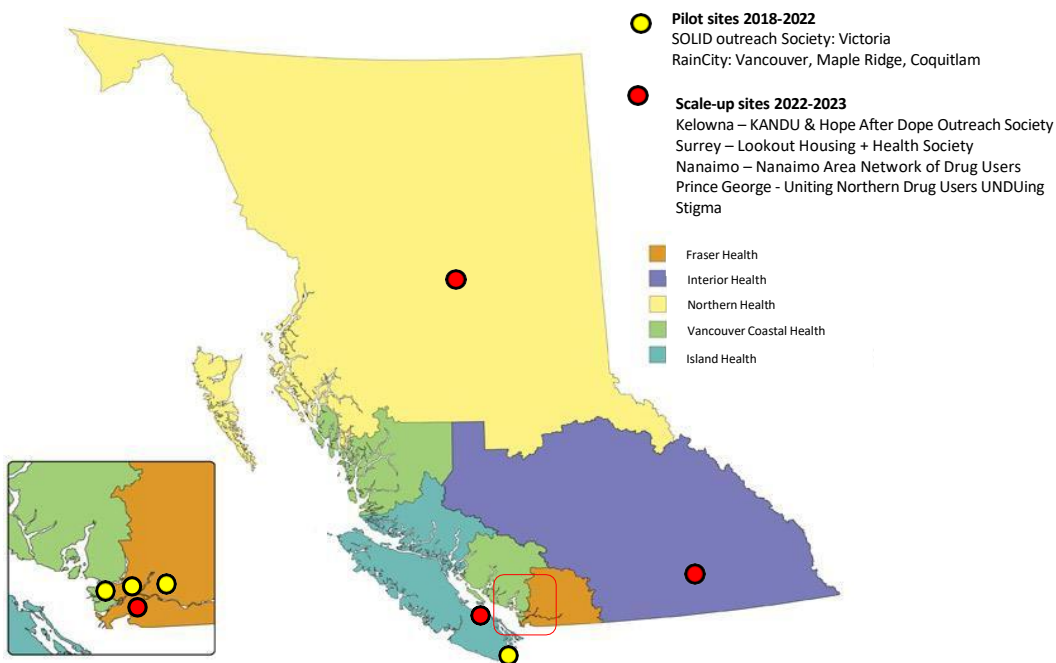 Pilot sites 2018-2022
SOLID outreach Society: Victoria
RainCity: Vancouver, Maple Ridge, Coquitlam
Scale-up sites 2022-2023
Kelowna – KANDU & Hope After Dope Outreach Society
Surrey – Lookout Housing + Health Society
Nanaimo – Nanaimo Area Network of Drug Users
Prince George - Uniting Northern Drug Users UNDUing
Stigma
Fraser Health
Interior Health
Northern Health
Vancouver Coastal Health
Island Health